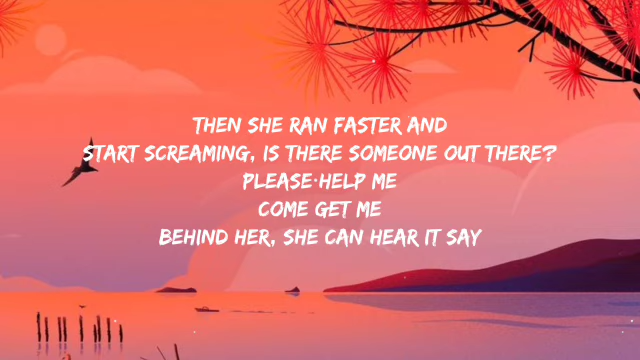 THEN SHE RAN FASTER AND
START SCREAMING, IS THERE SOMEONE OUT THERE?
PLEASE·HELP ME
COME GET ME
BEHIND HER, SHE CAN HEAR IT SAY